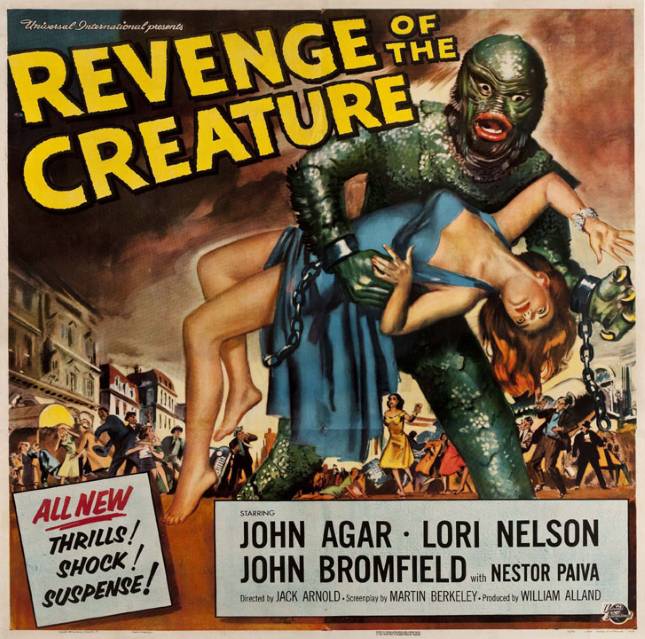 Universal International presents
REVENGE OF THE
CREATURE
ALL NEW
THRILLS!
SHOCK!
SUSPENSE!
STARRING
JOHN AGAR · LORI NELSON
JOHN BROMFIELD with NESTOR PAIVA
Directed by JACK ARNOLD · Screenplay by MARTIN BERKELEY · Produced by WILLIAM ALLAND